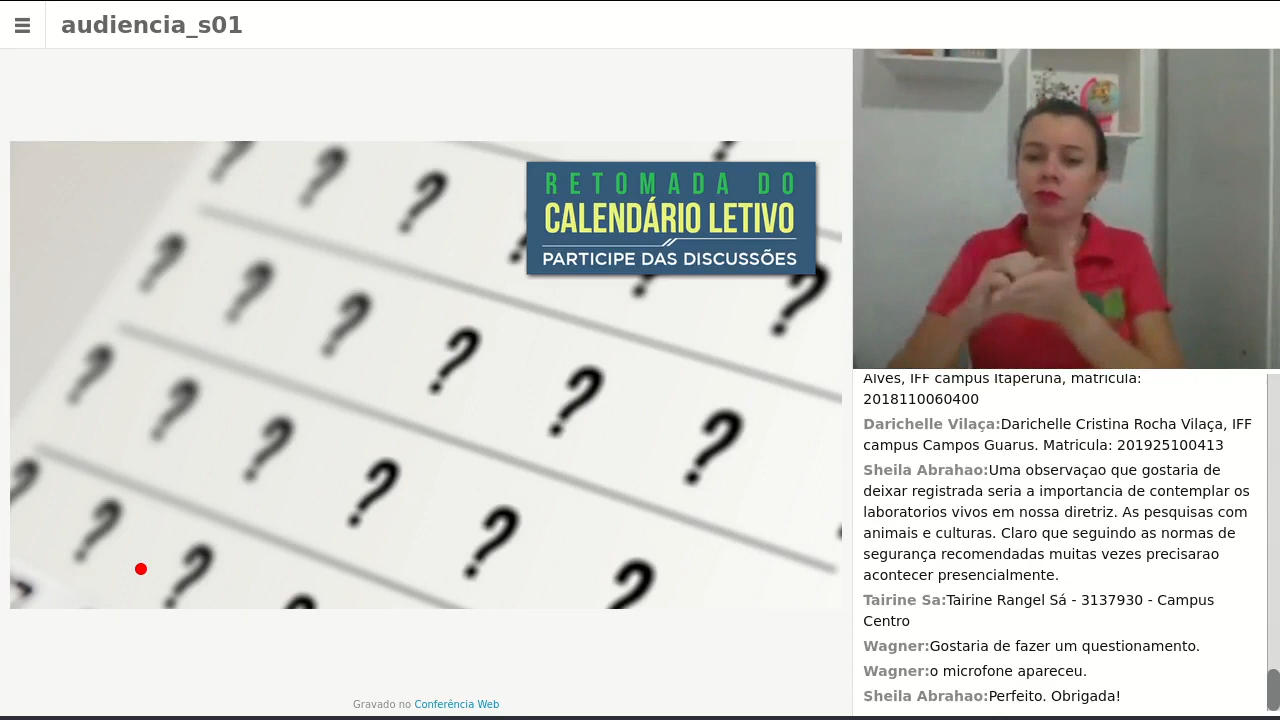 audiencia_s01
RETOMADA DO
CALENDÁRIO LETIVO
PARTICIPE DAS DISCUSSÕES
? ? ? ?
? ? ? ? ? ?
? ? ? ? ? ?
? ? ? ? ? ?
? ? ?
Alves, IFF campus Itaperuna, matricula:
2018110060400
Darichelle Vilaça:Darichelle Cristina Rocha Vilaça, IFF
campus Campos Guarus. Matricula: 201925100413
Sheila Abrahao:Uma observaçao que gostaria de
deixar registrada seria a importancia de contemplar os
laboratorios vivos em nossa diretriz. As pesquisas com
animais e culturas. Claro que seguindo as normas de
segurança recomendadas muitas vezes precisarao
acontecer presencialmente.
Tairine Sa:Tairine Rangel Sá - 3137930 - Campus
Centro
Wagner:Gostaria de fazer um questionamento.
Wagner:o microfone apareceu.
Sheila Abrahao:Perfeito. Obrigada!
Gravado no Conferência Web